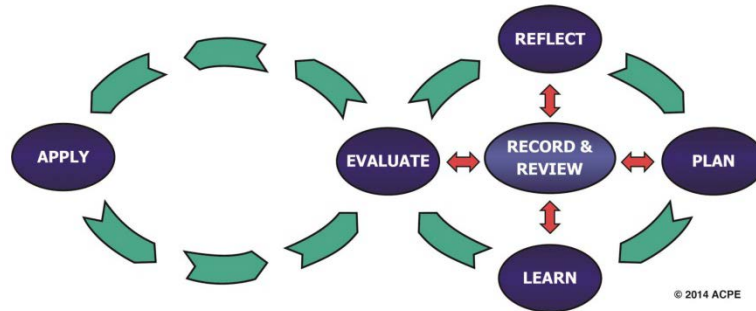 REFLECT
APPLY
EVALUATE
RECORD &
REVIEW
PLAN
LEARN
© 2014 ACPE